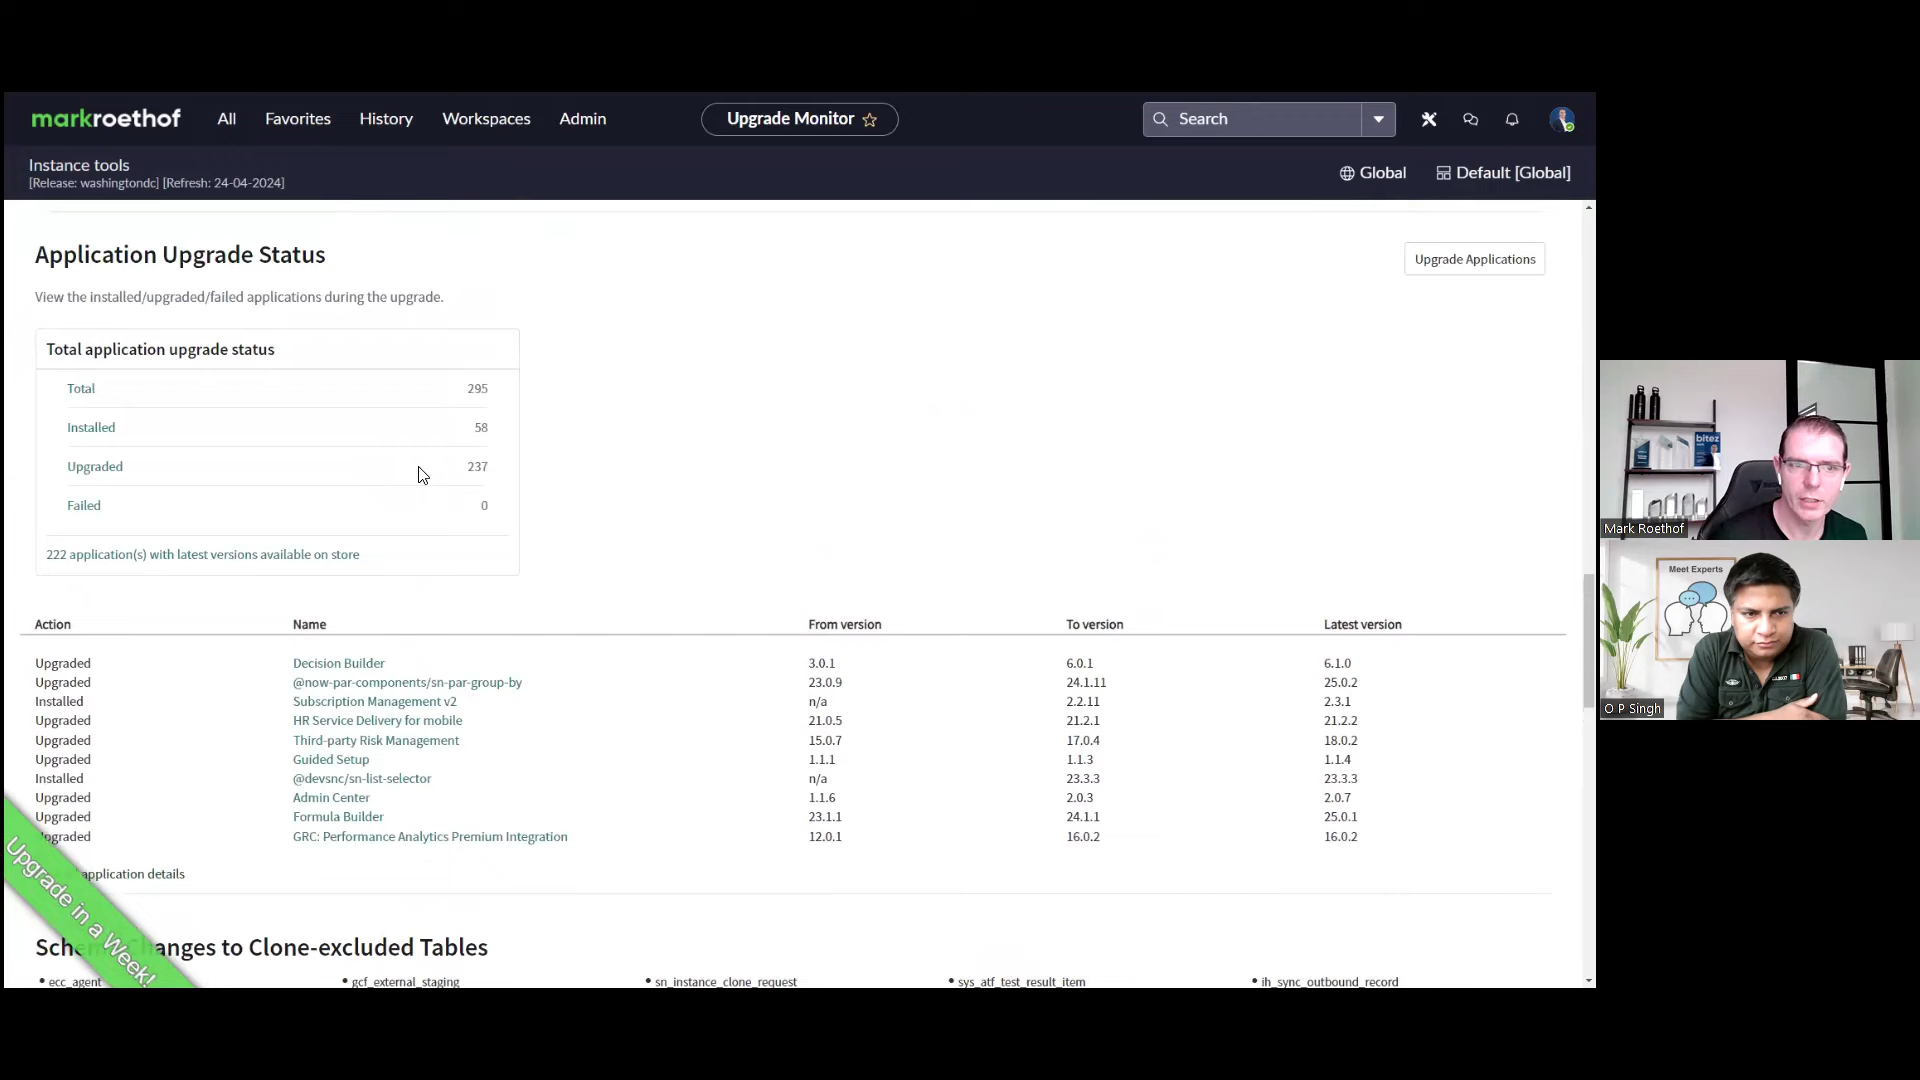 markroethof All Favorites History Workspaces Admin Upgrade Monitor Search
Instance tools
[Release: washingtondc] [Refresh: 24-04-2024]
Global Default [Global]
Application Upgrade Status
Upgrade Applications
View the installed/upgraded/failed applications during the upgrade.
Total application upgrade status
Total 295
Installed 58
Upgraded 237
Failed 0
222 application(s) with latest versions available on store
Action Name From version To version Latest version
Upgraded Decision Builder 3.0.1 6.0.1 6.1.0
Upgraded @now-par-components/sn-par-group-by 23.0.9 24.1.11 25.0.2
Installed Subscription Management v2 n/a 2.2.11 2.3.1
Upgraded HR Service Delivery for mobile 21.0.5 21.2.1 21.2.2
Upgraded Third-party Risk Management 15.0.7 17.0.4 18.0.2
Upgraded Guided Setup 1.1.1 1.1.3 1.1.4
Installed @devsnc/sn-list-selector n/a 23.3.3 23.3.3
Upgraded Admin Center 1.1.6 2.0.3 2.0.7
Upgraded Formula Builder 23.1.1 24.1.1 25.0.1
pgraded GRC: Performance Analytics Premium Integration 12.0.1 16.0.2 16.0.2
application details
Upgrade in a Week!
Sch anges to Clone-excluded Tables
• ecc_agent • gcf_external_staging • sn_instance_clone_request • sys_atf_test_result_item • ih_sync_outbound_record
bitez
Mark Roethof
Meet Experts
O P Singh